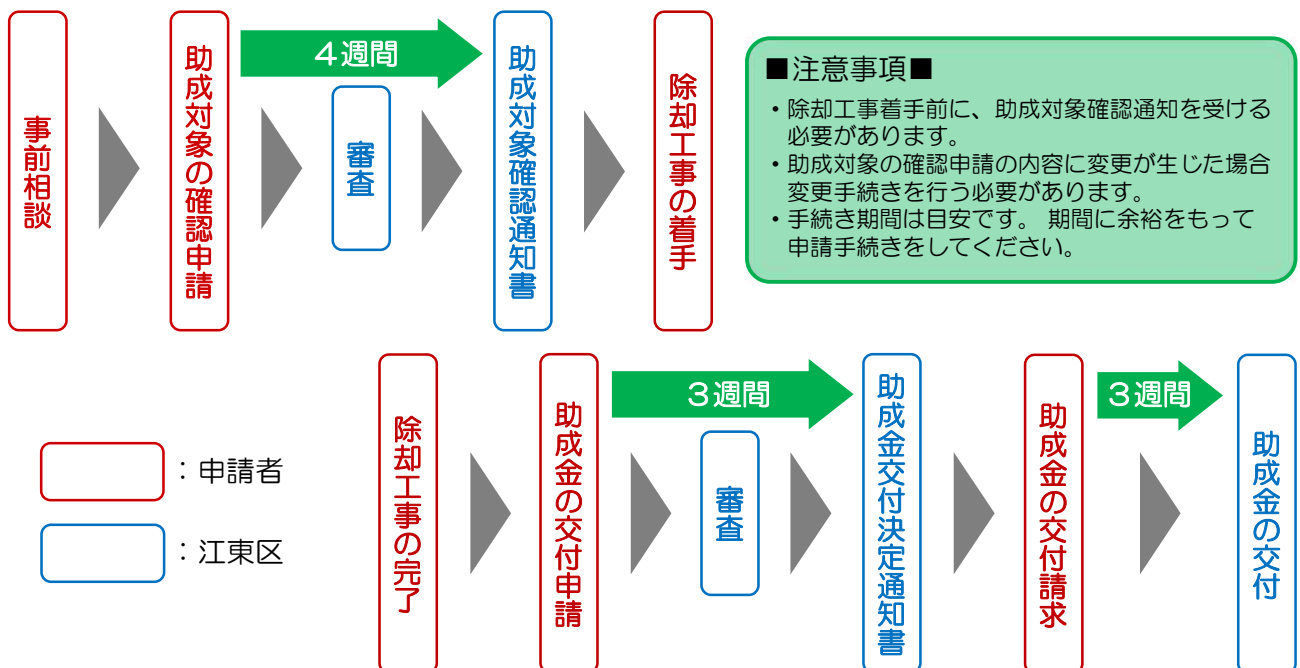 事前相談
助成対象の確認申請
４週間
審査
助成対象確認通知書
除却工事の着手
■注意事項■
・除却工事着手前に、助成対象確認通知を受ける
必要があります。
・助成対象の確認申請の内容に変更が生じた場合
変更手続きを行う必要があります。
・手続き期間は目安です。 期間に余裕をもって
申請手続きをしてください。
除却工事の完了
助成金の交付申請
３週間
審査
助成金交付決定通知書
助成金の交付請求
３週間
助成金の交付
：申請者
：江東区